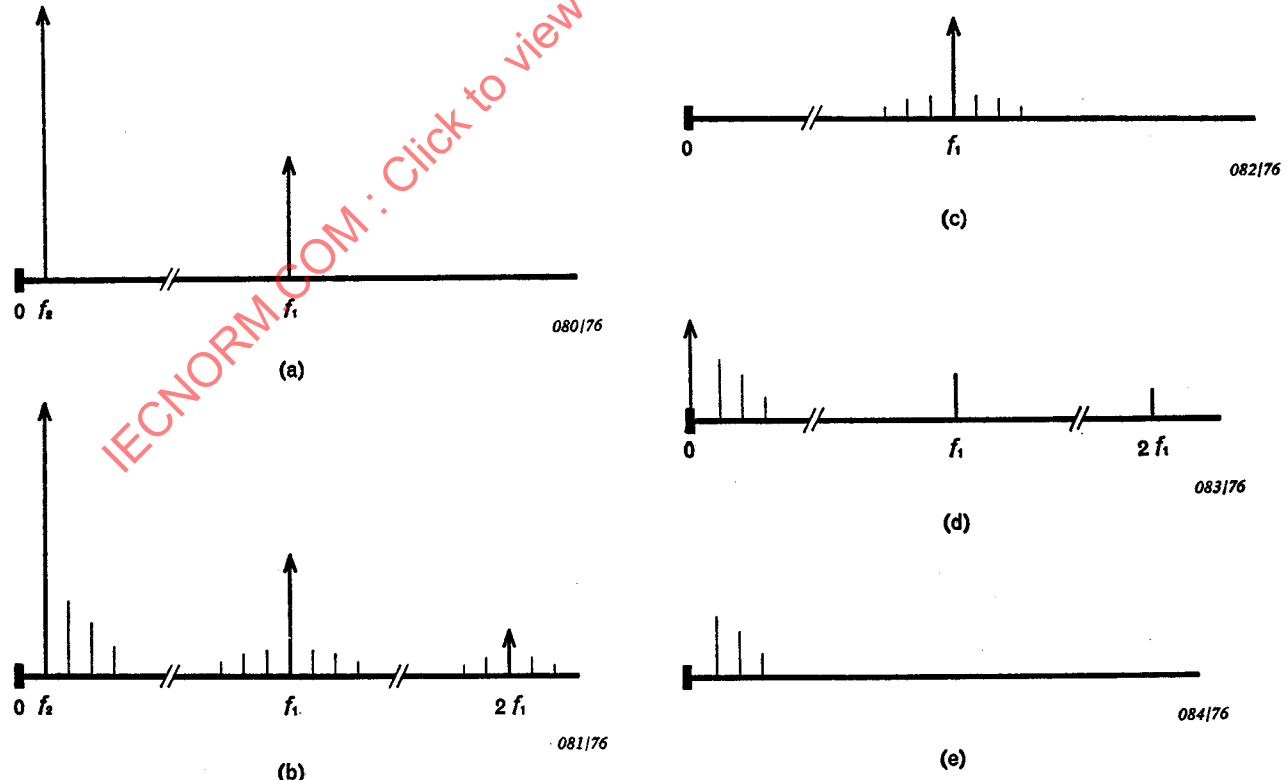 0 f₂ f₁
080/76
(a)
0 f₂ f₁ 2 f₁
081/76
(b)
0 f₁
082/76
(c)
0 f₁ 2 f₁
083/76
(d)
084/76
(e)
IECNORM.COM : Click to view